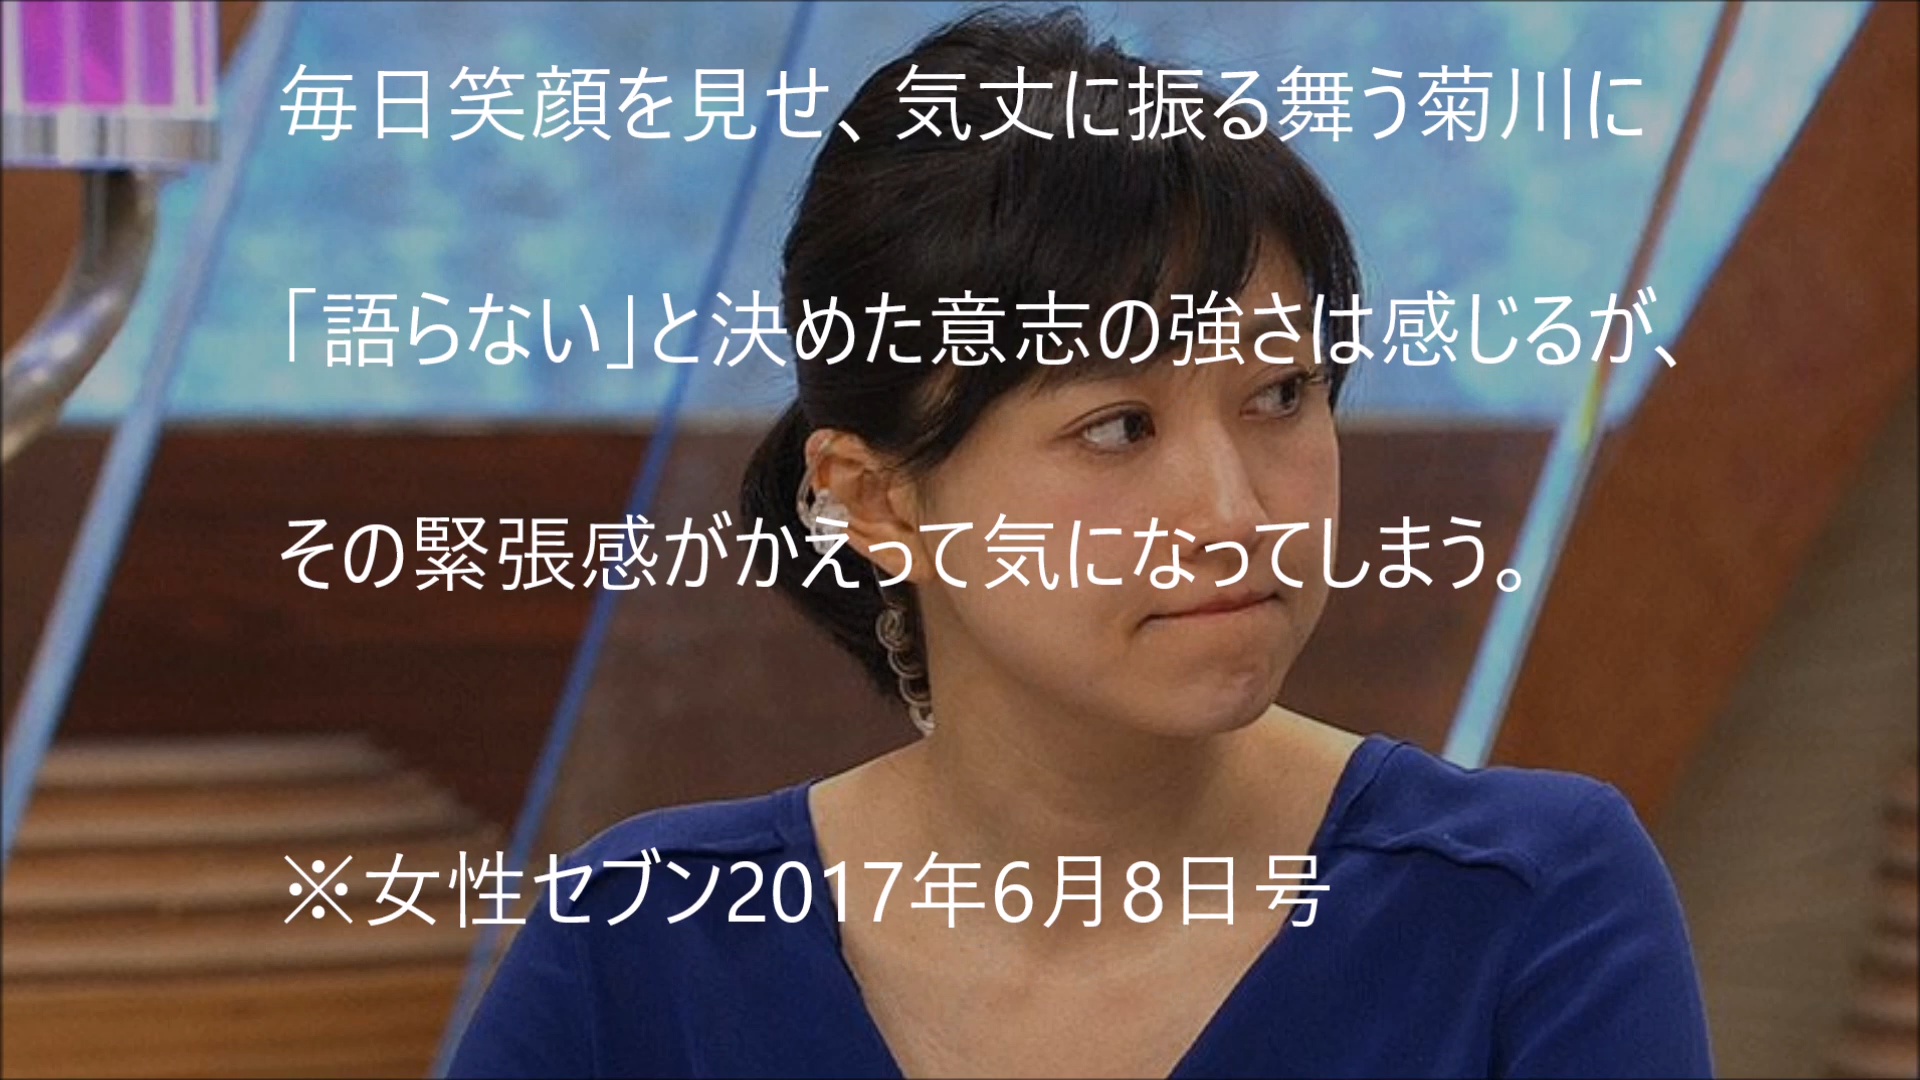 毎日笑顔を見せ、気丈に振る舞う菊川に
「語らない」と決めた意志の強さは感じるが、
その緊張感がかえって気になってしまう。
※女性セブン2017年6月8日号